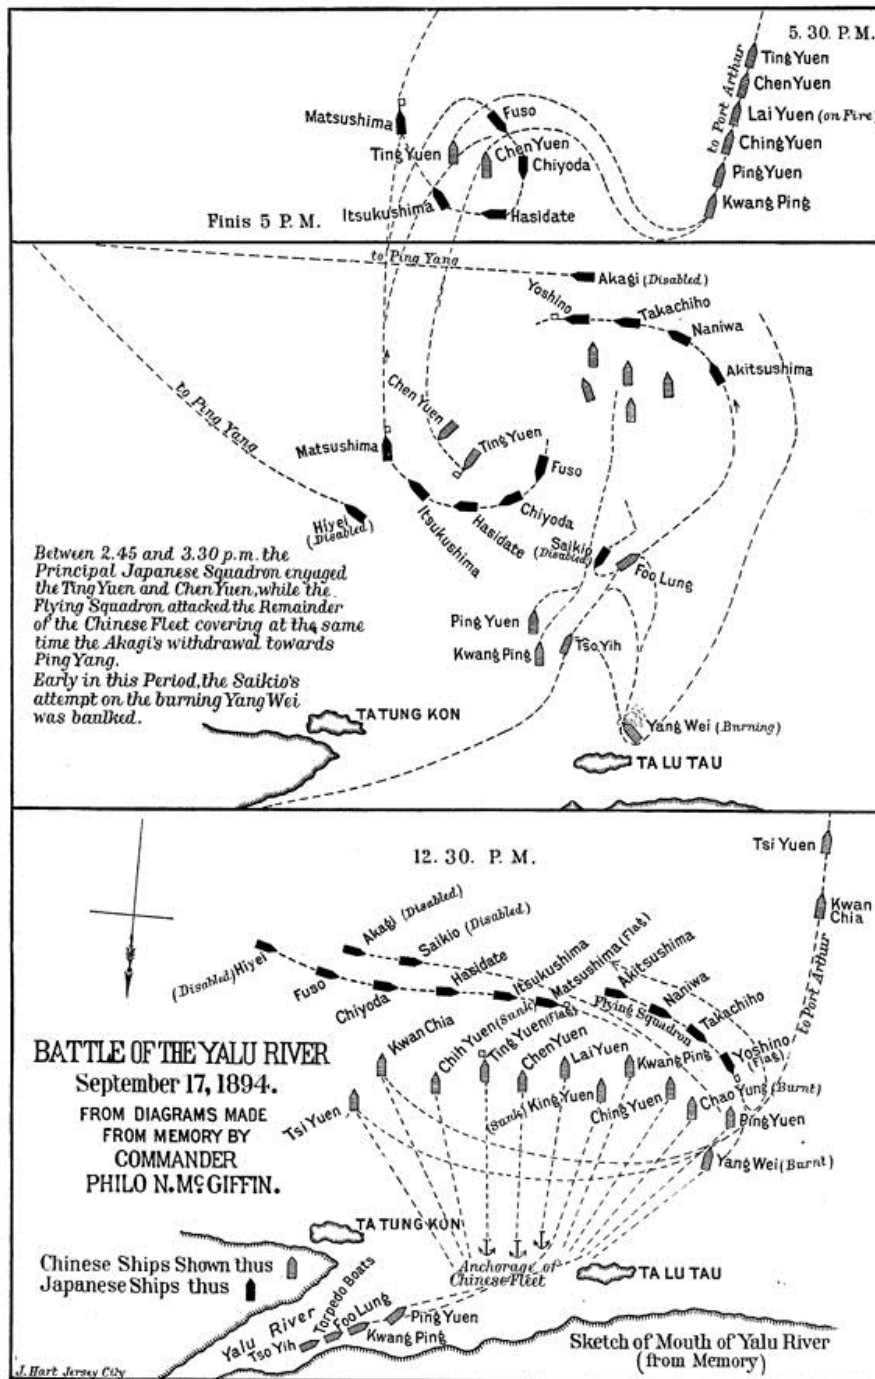 5. 30. P. M.
Ting Yuen
Chen Yuen
Lai Yuen (on Fire)
Ching Yuen
Ping Yuen
Kwang Ping
to Port Arthur
Matsushima
Fuso
Ting Yuen
Chen Yuen
Chiyoda
Itsukushima
Hasidate
Finis 5 P. M.
to Ping Yang
Akagi (Disabled)
Yoshino
Takachiho
Naniwa
Akitsushima
to Ping Yang
Chen Yuen
Matsushima
Ting Yuen
Fuso
Chiyoda
Hasidate
Itsukushima
Hiyei
(Disabled)
Saikio
(Disabled)
Foo Lung
Between 2.45 and 3.30 p.m. the
Principal Japanese Squadron engaged
the Ting Yuen and Chen Yuen, while the
Flying Squadron attacked the Remainder
of the Chinese Fleet covering at the same
time the Akagi's withdrawal towards
Ping Yang.
Early in this Period, the Saikio's
attempt on the burning Yang Wei
was baulked.
Ping Yuen
Kwang Ping
Tso Yih
Yang Wei (Burning)
TA TUNG KON
TA LU TAU
12. 30. P. M.
Tsi Yuen
Kwan
Chia
to Port Arthur
Akagi (Disabled)
Saikio (Disabled)
(Disabled) Hiyei
Fuso
Chiyoda
Hasidate
Itsukushima
Matsushima (Flag)
Akitsushima
Naniwa
Takachiho
Yoshino
(Flag)
Flying Squadron
Kwan Chia
Chih Yuen (Sunk)
Ting Yuen (Flag)
Chen Yuen
Lai Yuen
Kwang Ping
(Sunk) King Yuen
Ching Yuen
Chao Yung (Burnt)
Ping Yuen
Yang Wei (Burnt)
Tsi Yuen
BATTLE OF THE YALU RIVER
September 17, 1894.
FROM DIAGRAMS MADE
FROM MEMORY BY
COMMANDER
PHILO N. McGIFFIN.
TA TUNG KON
Chinese Ships Shown thus
Japanese Ships thus
Anchorage of
Chinese Fleet
TA LU TAU
Yalu River
Torpedo Boats
Tso Yih
Foo Lung
Kwang Ping
Ping Yuen
Sketch of Mouth of Yalu River
(from Memory)
J. Hart Jersey City